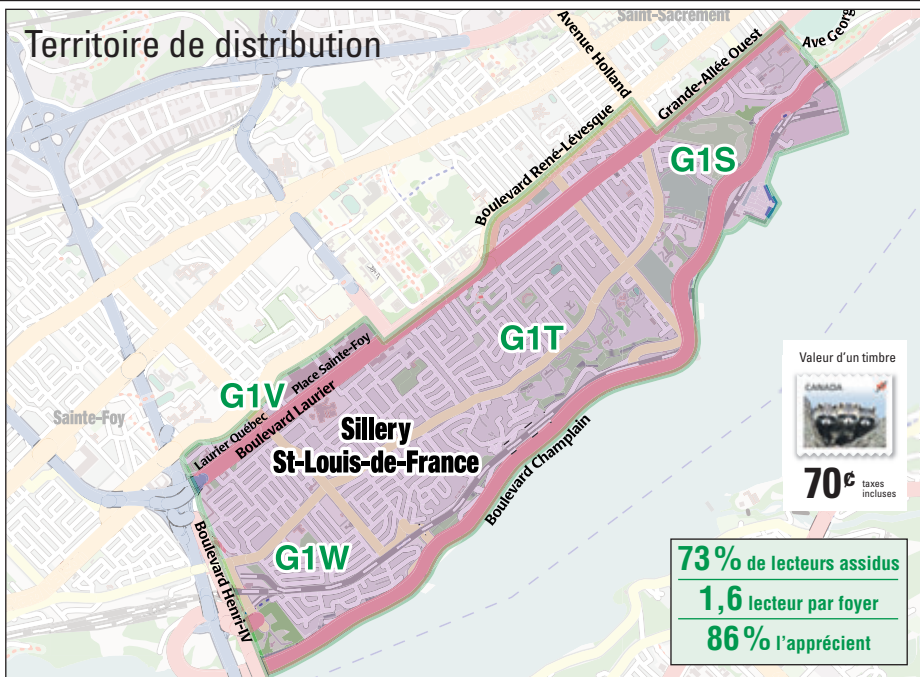 Territoire de distribution
Saint-Sacrement
Avenue Holland
Grande-Allée Ouest
Ave Georg
Boulevard René-Lévesque
G1S
G1T
Place Sainte-Foy
G1V
Laurier Québec
Boulevard Laurier
Sainte-Foy
Sillery
St-Louis-de-France
Boulevard Champlain
Boulevard Henri-IV
G1W
Valeur d'un timbre
CANADA
70¢ taxes
incluses
73 % de lecteurs assidus
1,6 lecteur par foyer
86 % l'apprécient